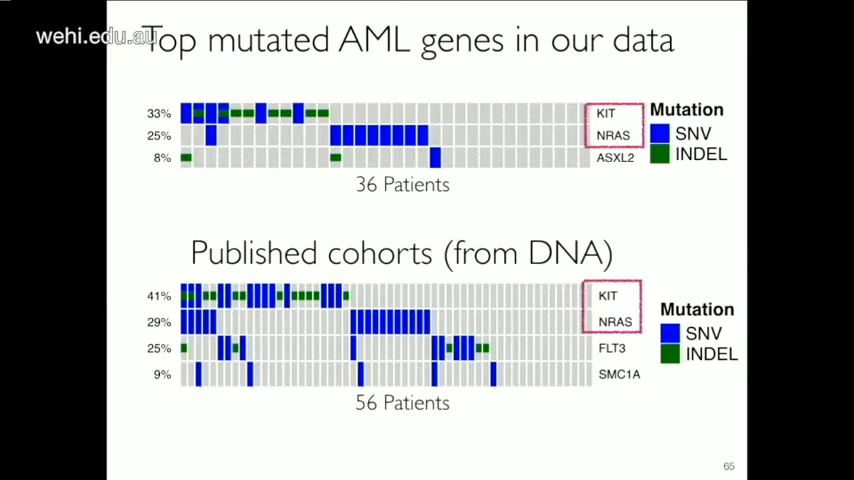 wehi.edu.au
Top mutated AML genes in our data
33%
KIT
25%
NRAS
8%
ASXL2
Mutation
SNV
INDEL
36 Patients
Published cohorts (from DNA)
41%
KIT
29%
NRAS
25%
FLT3
9%
SMC1A
Mutation
SNV
INDEL
56 Patients
65